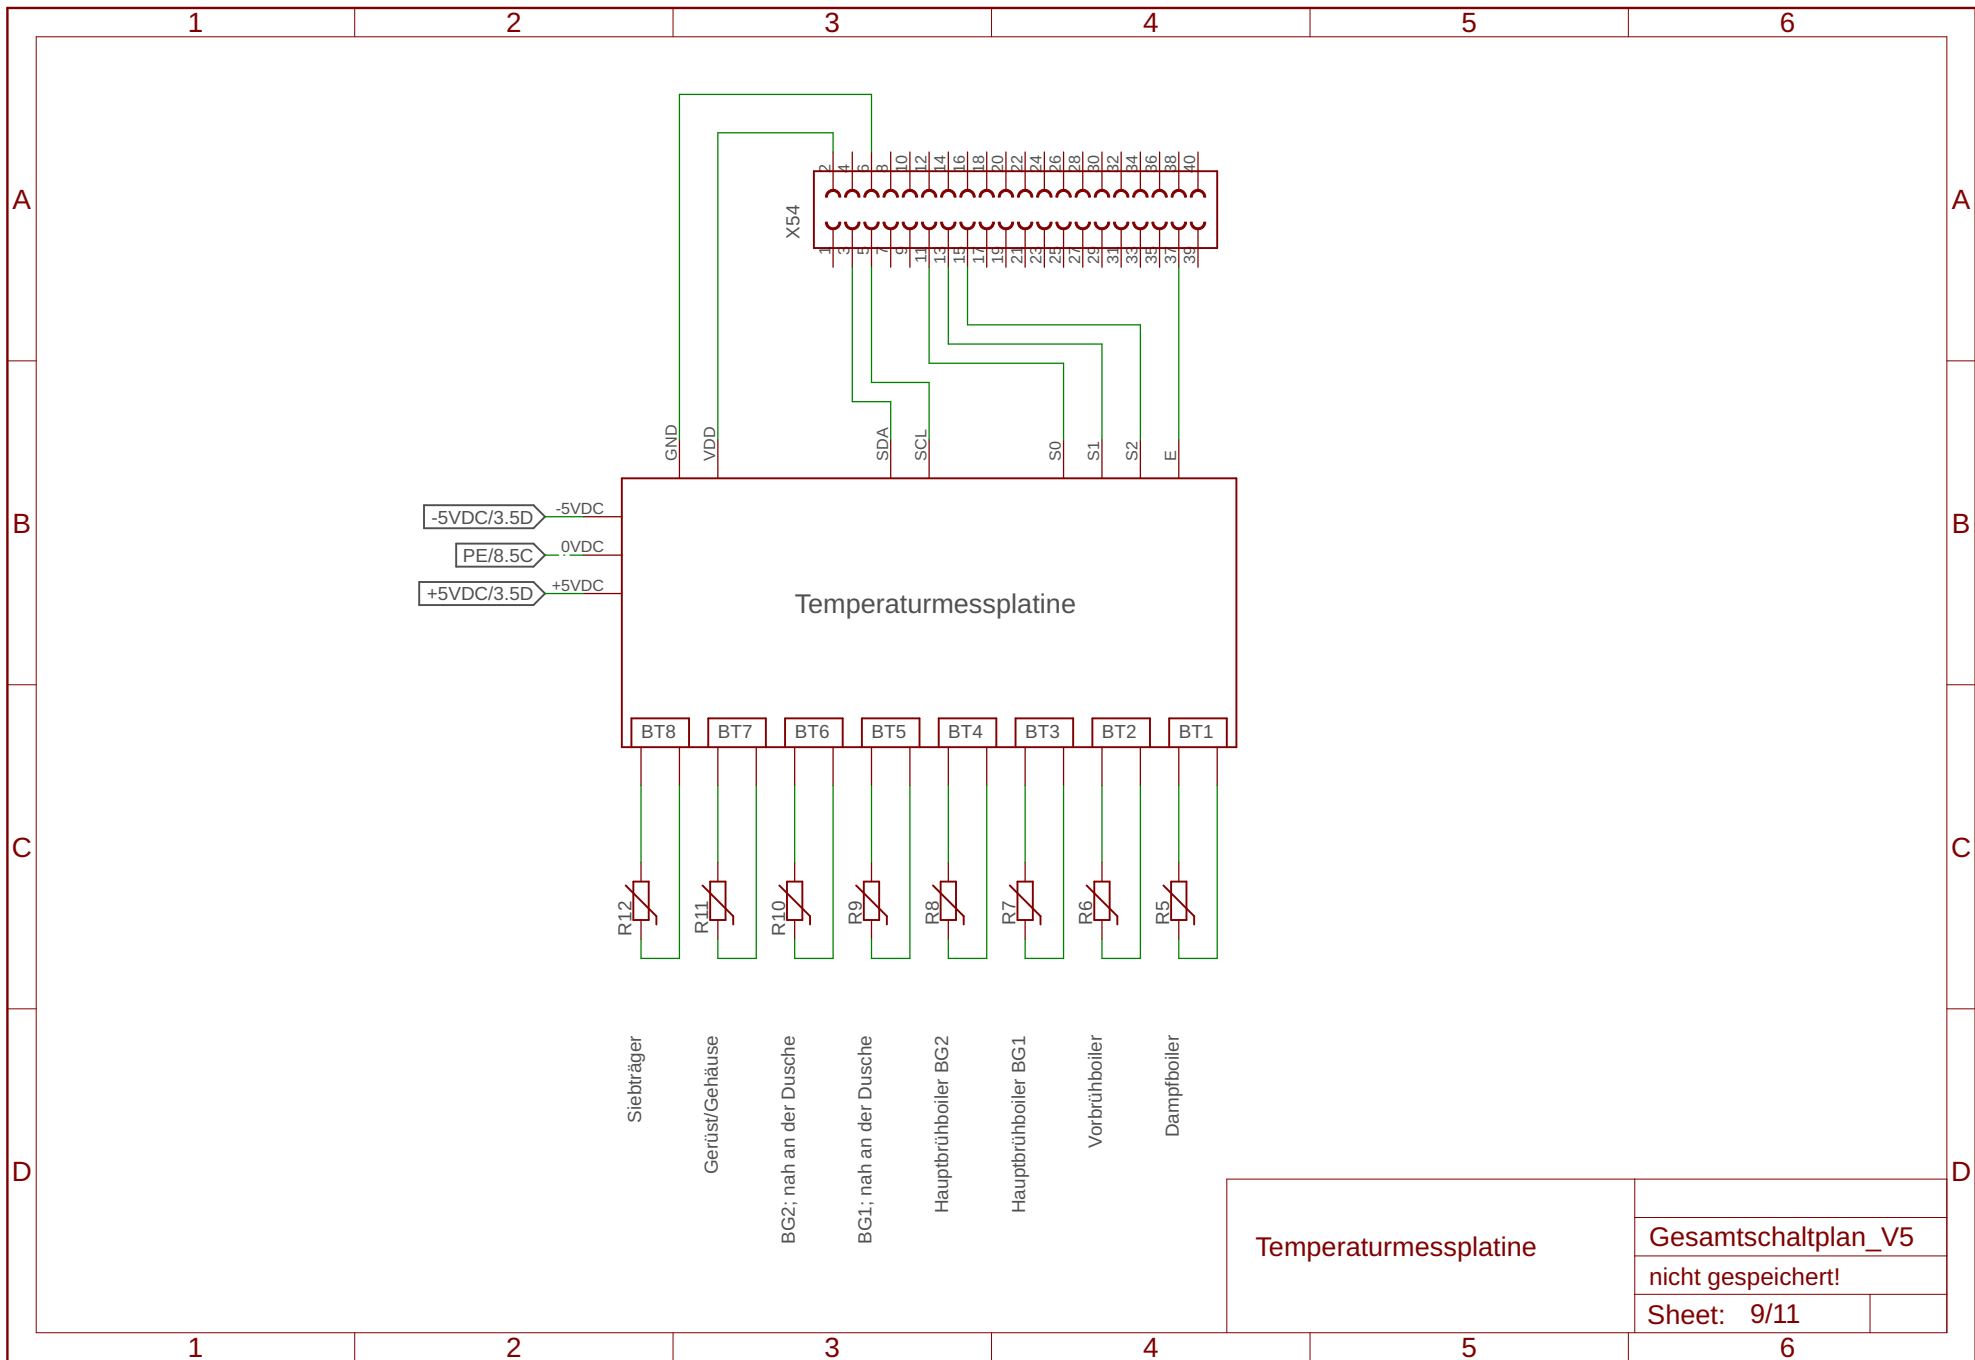 1 2 3 4 5 6
A A
2 4 6 8 10 12 14 16 18 20 22 24 26 28 30 32 34 36 38 40
X54
1 3 5 7 9 11 13 15 17 19 21 23 25 27 29 31 33 35 37 39
GND VDD SDA SCL S0 S1 S2 E
B B
-5VDC/3.5D -5VDC
PE/8.5C 0VDC
+5VDC/3.5D +5VDC
Temperaturmessplatine
BT8 BT7 BT6 BT5 BT4 BT3 BT2 BT1
C C
R12 R11 R10 R9 R8 R7 R6 R5
Siebträger
Gerüst/Gehäuse
BG2; nah an der Dusche
BG1; nah an der Dusche
Hauptbrühboiler BG2
Hauptbrühboiler BG1
Vorbrühboiler
Dampfboiler
D D
Temperaturmessplatine
Gesamtschaltplan_V5
nicht gespeichert!
Sheet: 9/11
1 2 3 4 5 6